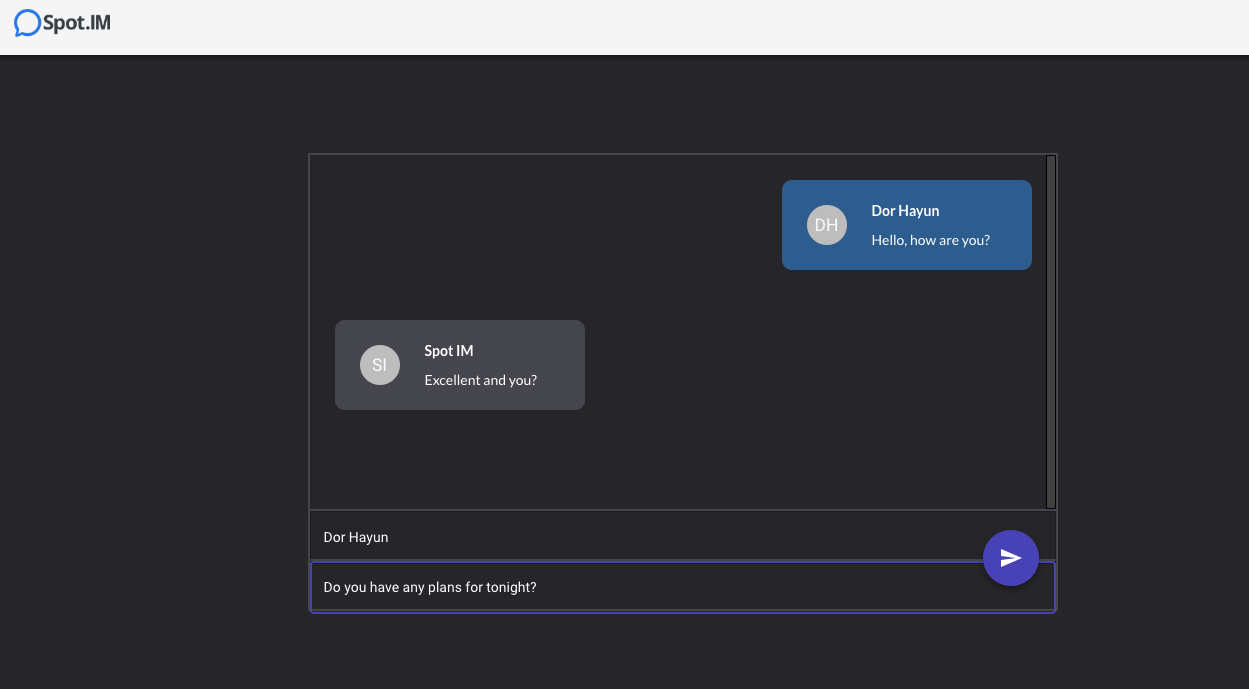 Spot.IM
DH
Dor Hayun
Hello, how are you?
SI
Spot IM
Excellent and you?
Dor Hayun
Do you have any plans for tonight?